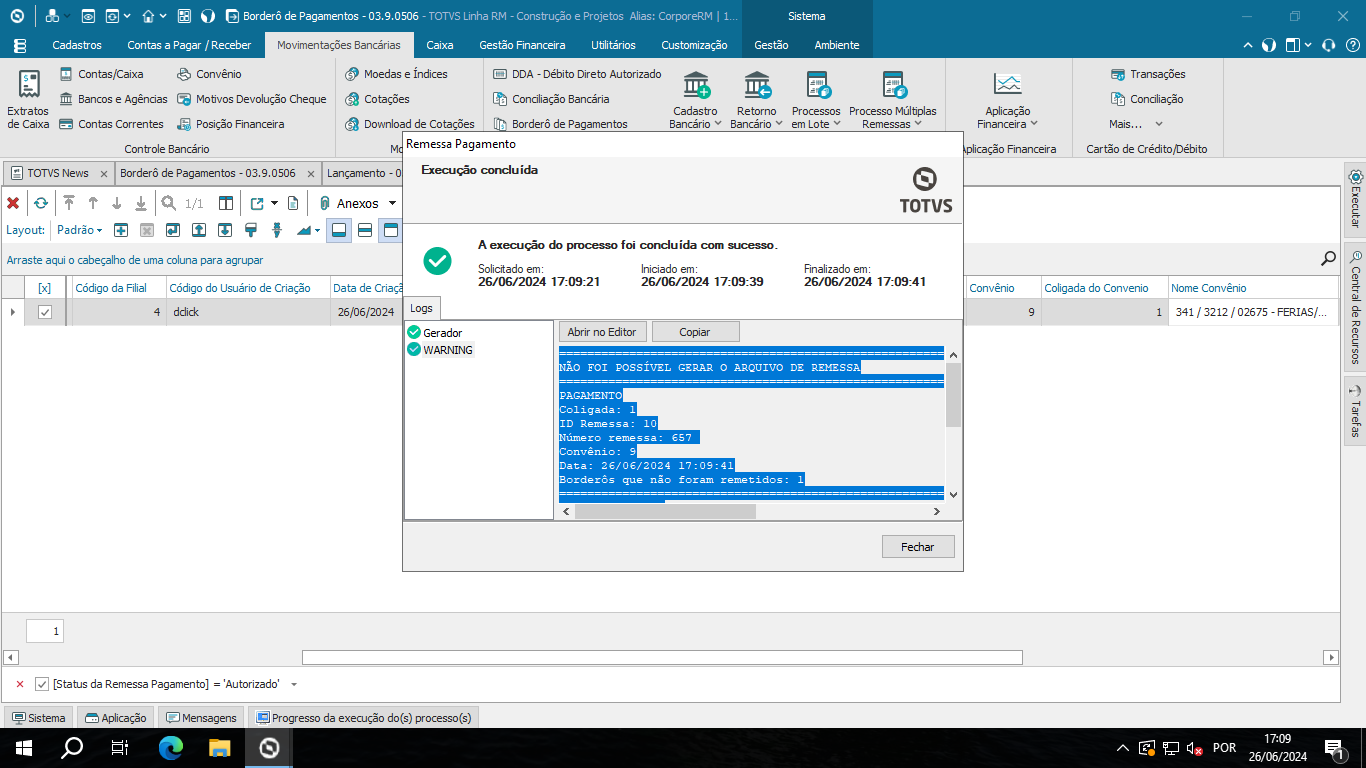 Borderô de Pagamentos - 03.9.0506 - TOTVS Linha RM - Construção e Projetos Alias: CorporeRM | 1...
Sistema
Cadastros
Contas a Pagar / Receber
Movimentações Bancárias
Caixa
Gestão Financeira
Utilitários
Customização
Gestão
Ambiente
Extratos
de Caixa
Contas/Caixa
Bancos e Agências
Contas Correntes
Convênio
Motivos Devolução Cheque
Posição Financeira
Controle Bancário
Moedas e Índices
Cotações
Download de Cotações
DDA - Débito Direto Autorizado
Conciliação Bancária
Borderô de Pagamentos
Cadastro
Bancário
Retorno
Bancário
Processos
em Lote
Processo Múltiplas
Remessas
Aplicação
Financeira
plicação Financeira
Transações
Conciliação
Mais...
Cartão de Crédito/Débito
TOTVS News
Borderô de Pagamentos - 03.9.0506
Lançamento - 0
1/1
Anexos
Layout:
Padrão
Arraste aqui o cabeçalho de uma coluna para agrupar
[x]
Código da Filial
Código do Usuário de Criação
Data de Criaçã
Convênio
Coligada do Convenio
Nome Convênio
4
dclick
26/06/2024
9
1
341 / 3212 / 02675 - FERIAS/...
Remessa Pagamento
Execução concluída
TOTVS
A execução do processo foi concluída com sucesso.
Solicitado em:
26/06/2024 17:09:21
Iniciado em:
26/06/2024 17:09:39
Finalizado em:
26/06/2024 17:09:41
Logs
Gerador
WARNING
Abrir no Editor
Copiar
NÃO FOI POSSÍVEL GERAR O ARQUIVO DE REMESSA
PAGAMENTO
Coligada: 1
ID Remessa: 10
Número remessa: 657
Convênio: 9
Data: 26/06/2024 17:09:41
Borderôs que não foram remetidos: 1
Fechar
Executar
Central de Recursos
Tarefas
1
[Status da Remessa Pagamento] = 'Autorizado'
Sistema
Aplicação
Mensagens
Progresso da execução do(s) processo(s)
POR
17:09
26/06/2024
1